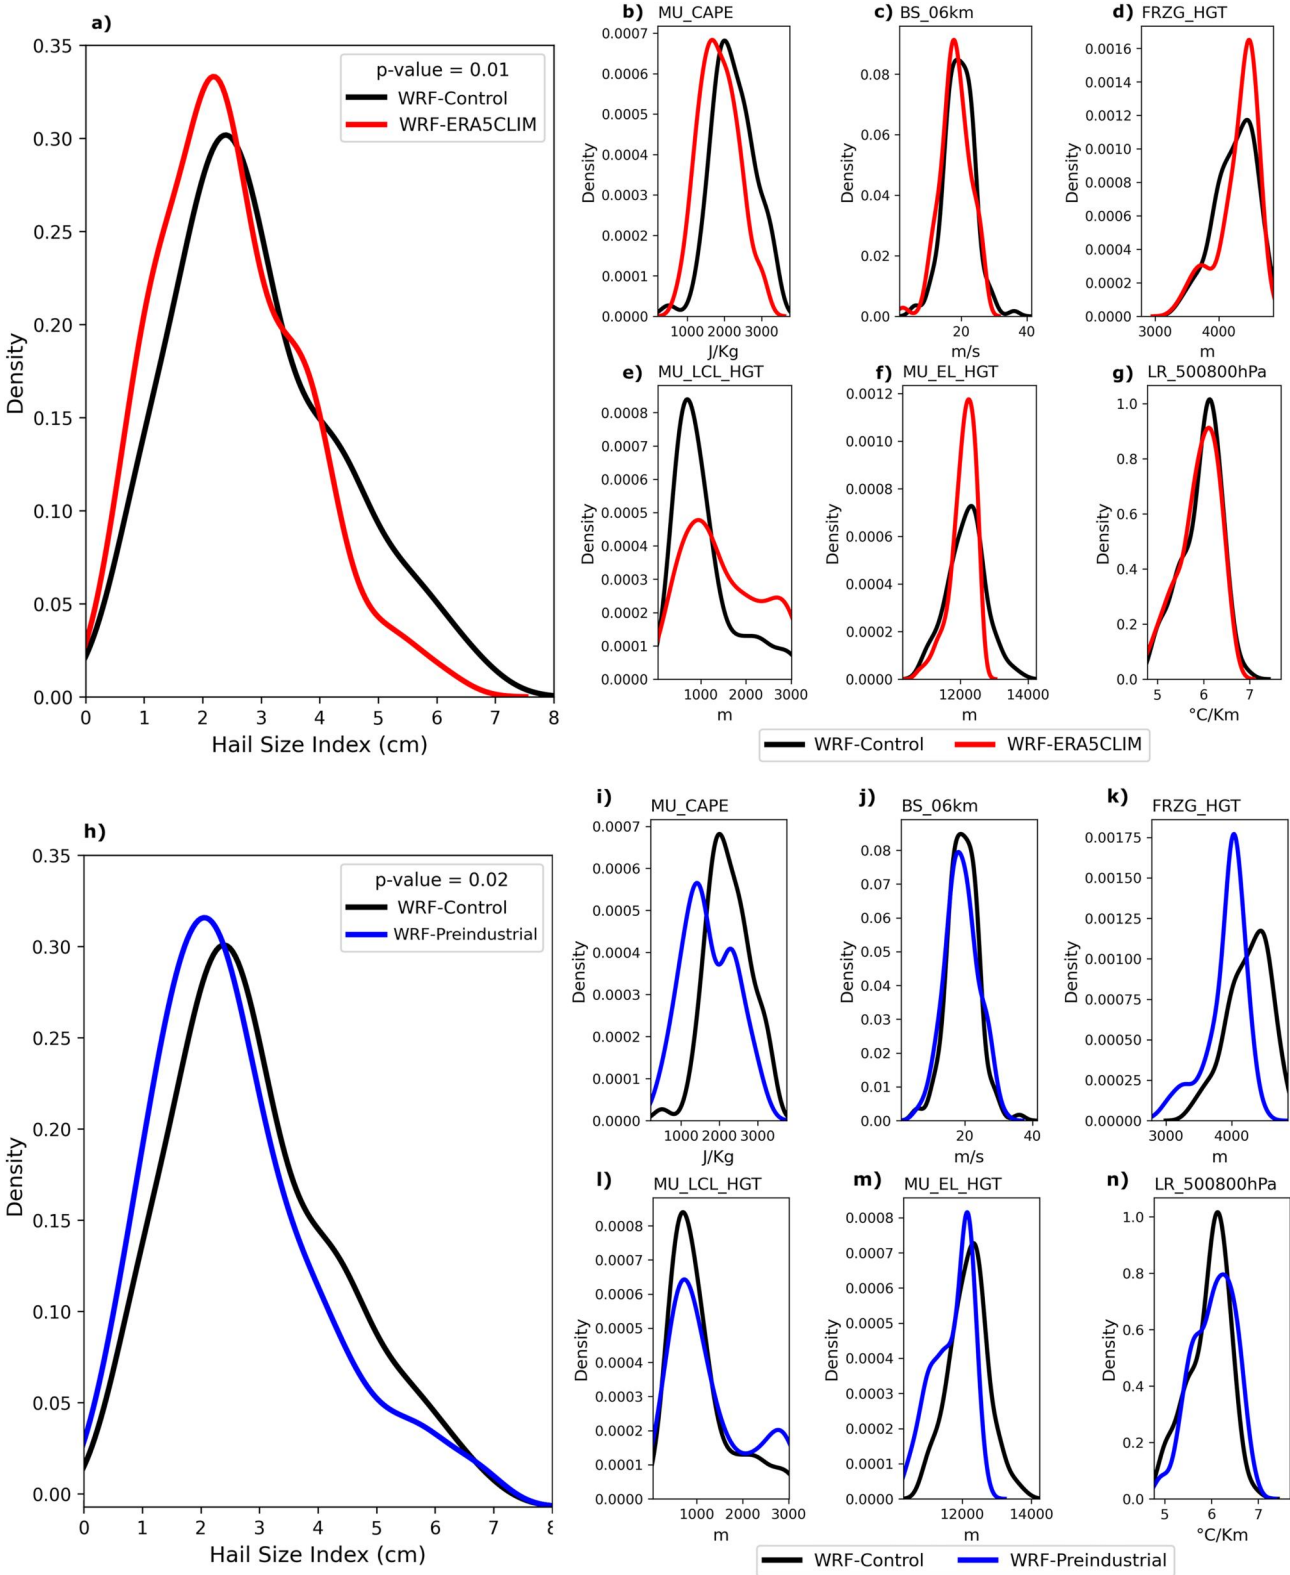 a)
0.35
0.30
0.25
0.20
0.15
0.10
0.05
0.00
Density
p-value = 0.01
WRF-Control
WRF-ERA5CLIM
0 1 2 3 4 5 6 7 8
Hail Size Index (cm)
b) MU_CAPE
0.0007
0.0006
0.0005
0.0004
0.0003
0.0002
0.0001
0.0000
Density
1000 2000 3000
J/Kg
c) BS_06km
0.08
0.06
0.04
0.02
0.00
Density
20 40
m/s
d) FRZG_HGT
0.0016
0.0014
0.0012
0.0010
0.0008
0.0006
0.0004
0.0002
0.0000
Density
3000 4000
m
e) MU_LCL_HGT
0.0008
0.0007
0.0006
0.0005
0.0004
0.0003
0.0002
0.0001
0.0000
Density
1000 2000 3000
m
f) MU_EL_HGT
0.0012
0.0010
0.0008
0.0006
0.0004
0.0002
0.0000
Density
12000 14000
m
g) LR_500800hPa
1.0
0.8
0.6
0.4
0.2
0.0
Density
5 6 7
°C/Km
WRF-Control WRF-ERA5CLIM
h)
0.35
0.30
0.25
0.20
0.15
0.10
0.05
0.00
Density
p-value = 0.02
WRF-Control
WRF-Preindustrial
0 1 2 3 4 5 6 7 8
Hail Size Index (cm)
i) MU_CAPE
0.0007
0.0006
0.0005
0.0004
0.0003
0.0002
0.0001
0.0000
Density
1000 2000 3000
J/Kg
j) BS_06km
0.08
0.07
0.06
0.05
0.04
0.03
0.02
0.01
0.00
Density
20 40
m/s
k) FRZG_HGT
0.00175
0.00150
0.00125
0.00100
0.00075
0.00050
0.00025
0.00000
Density
3000 4000
m
l) MU_LCL_HGT
0.0008
0.0007
0.0006
0.0005
0.0004
0.0003
0.0002
0.0001
0.0000
Density
1000 2000 3000
m
m) MU_EL_HGT
0.0008
0.0007
0.0006
0.0005
0.0004
0.0003
0.0002
0.0001
0.0000
Density
12000 14000
m
n) LR_500800hPa
1.0
0.8
0.6
0.4
0.2
0.0
Density
5 6 7
°C/Km
WRF-Control WRF-Preindustrial